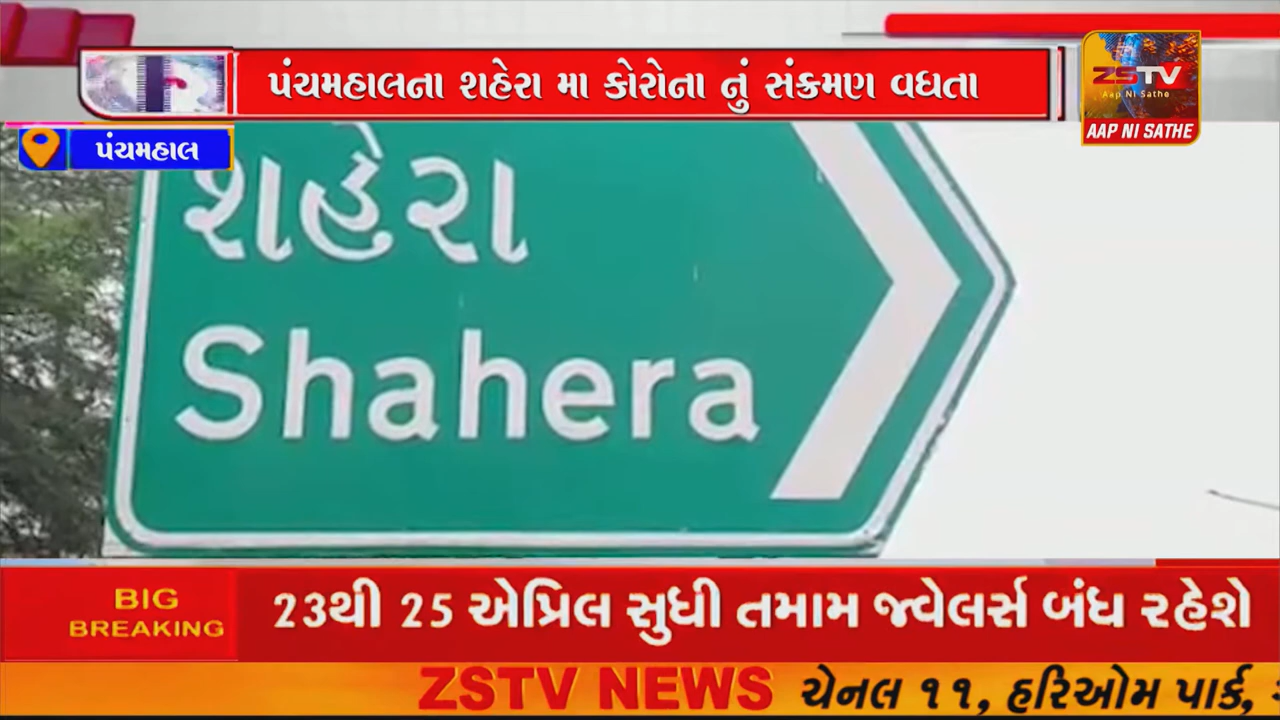 પંચમહાલના શહેરા મા કોરોના નું સંક્રમણ વધતા
ZSTV
Aap Ni Sathe
AAP NI SATHE
પંચમહાલ
શહેરા
Shahera
BIG
BREAKING
23થી 25 એપ્રિલ સુધી તમામ જ્વેલર્સ બંધ રહેશે
ZSTV NEWS ચેનલ ૧૧, હરિઓમ પાર્ક,